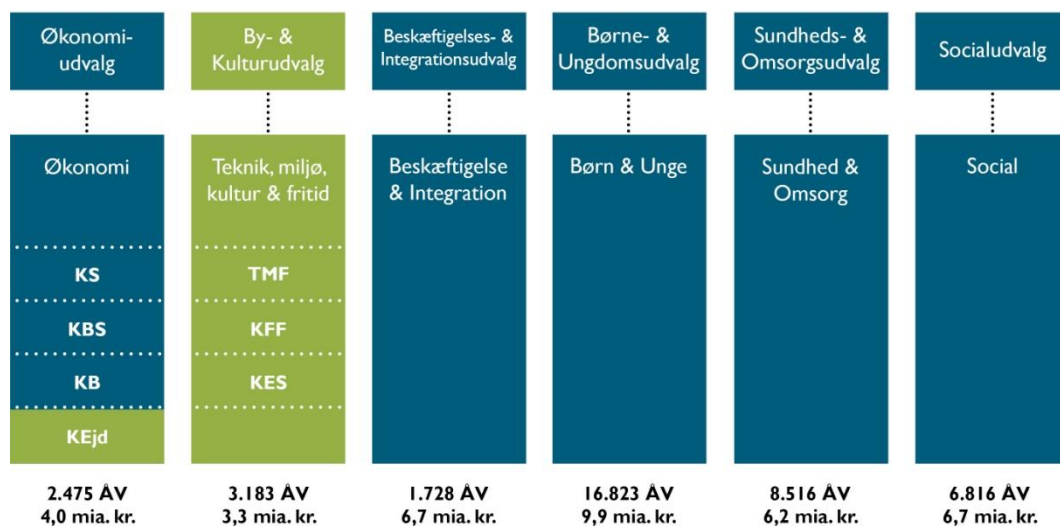 Økonomi-
udvalg
By- &
Kulturudvalg
Beskæftigelses- &
Integrationsudvalg
Børne- &
Ungdomsudvalg
Sundheds- &
Omsorgsudvalg
Socialudvalg
Økonomi
Teknik, miljø,
kultur & fritid
Beskæftigelse
& Integration
Børn & Unge
Sundhed &
Omsorg
Social
KS
TMF
KBS
KFF
KB
KES
KEjd
2.475 ÅV
4,0 mia. kr.
3.183 ÅV
3,3 mia. kr.
1.728 ÅV
6,7 mia. kr.
16.823 ÅV
9,9 mia. kr.
8.516 ÅV
6,2 mia. kr.
6.816 ÅV
6,7 mia. kr.